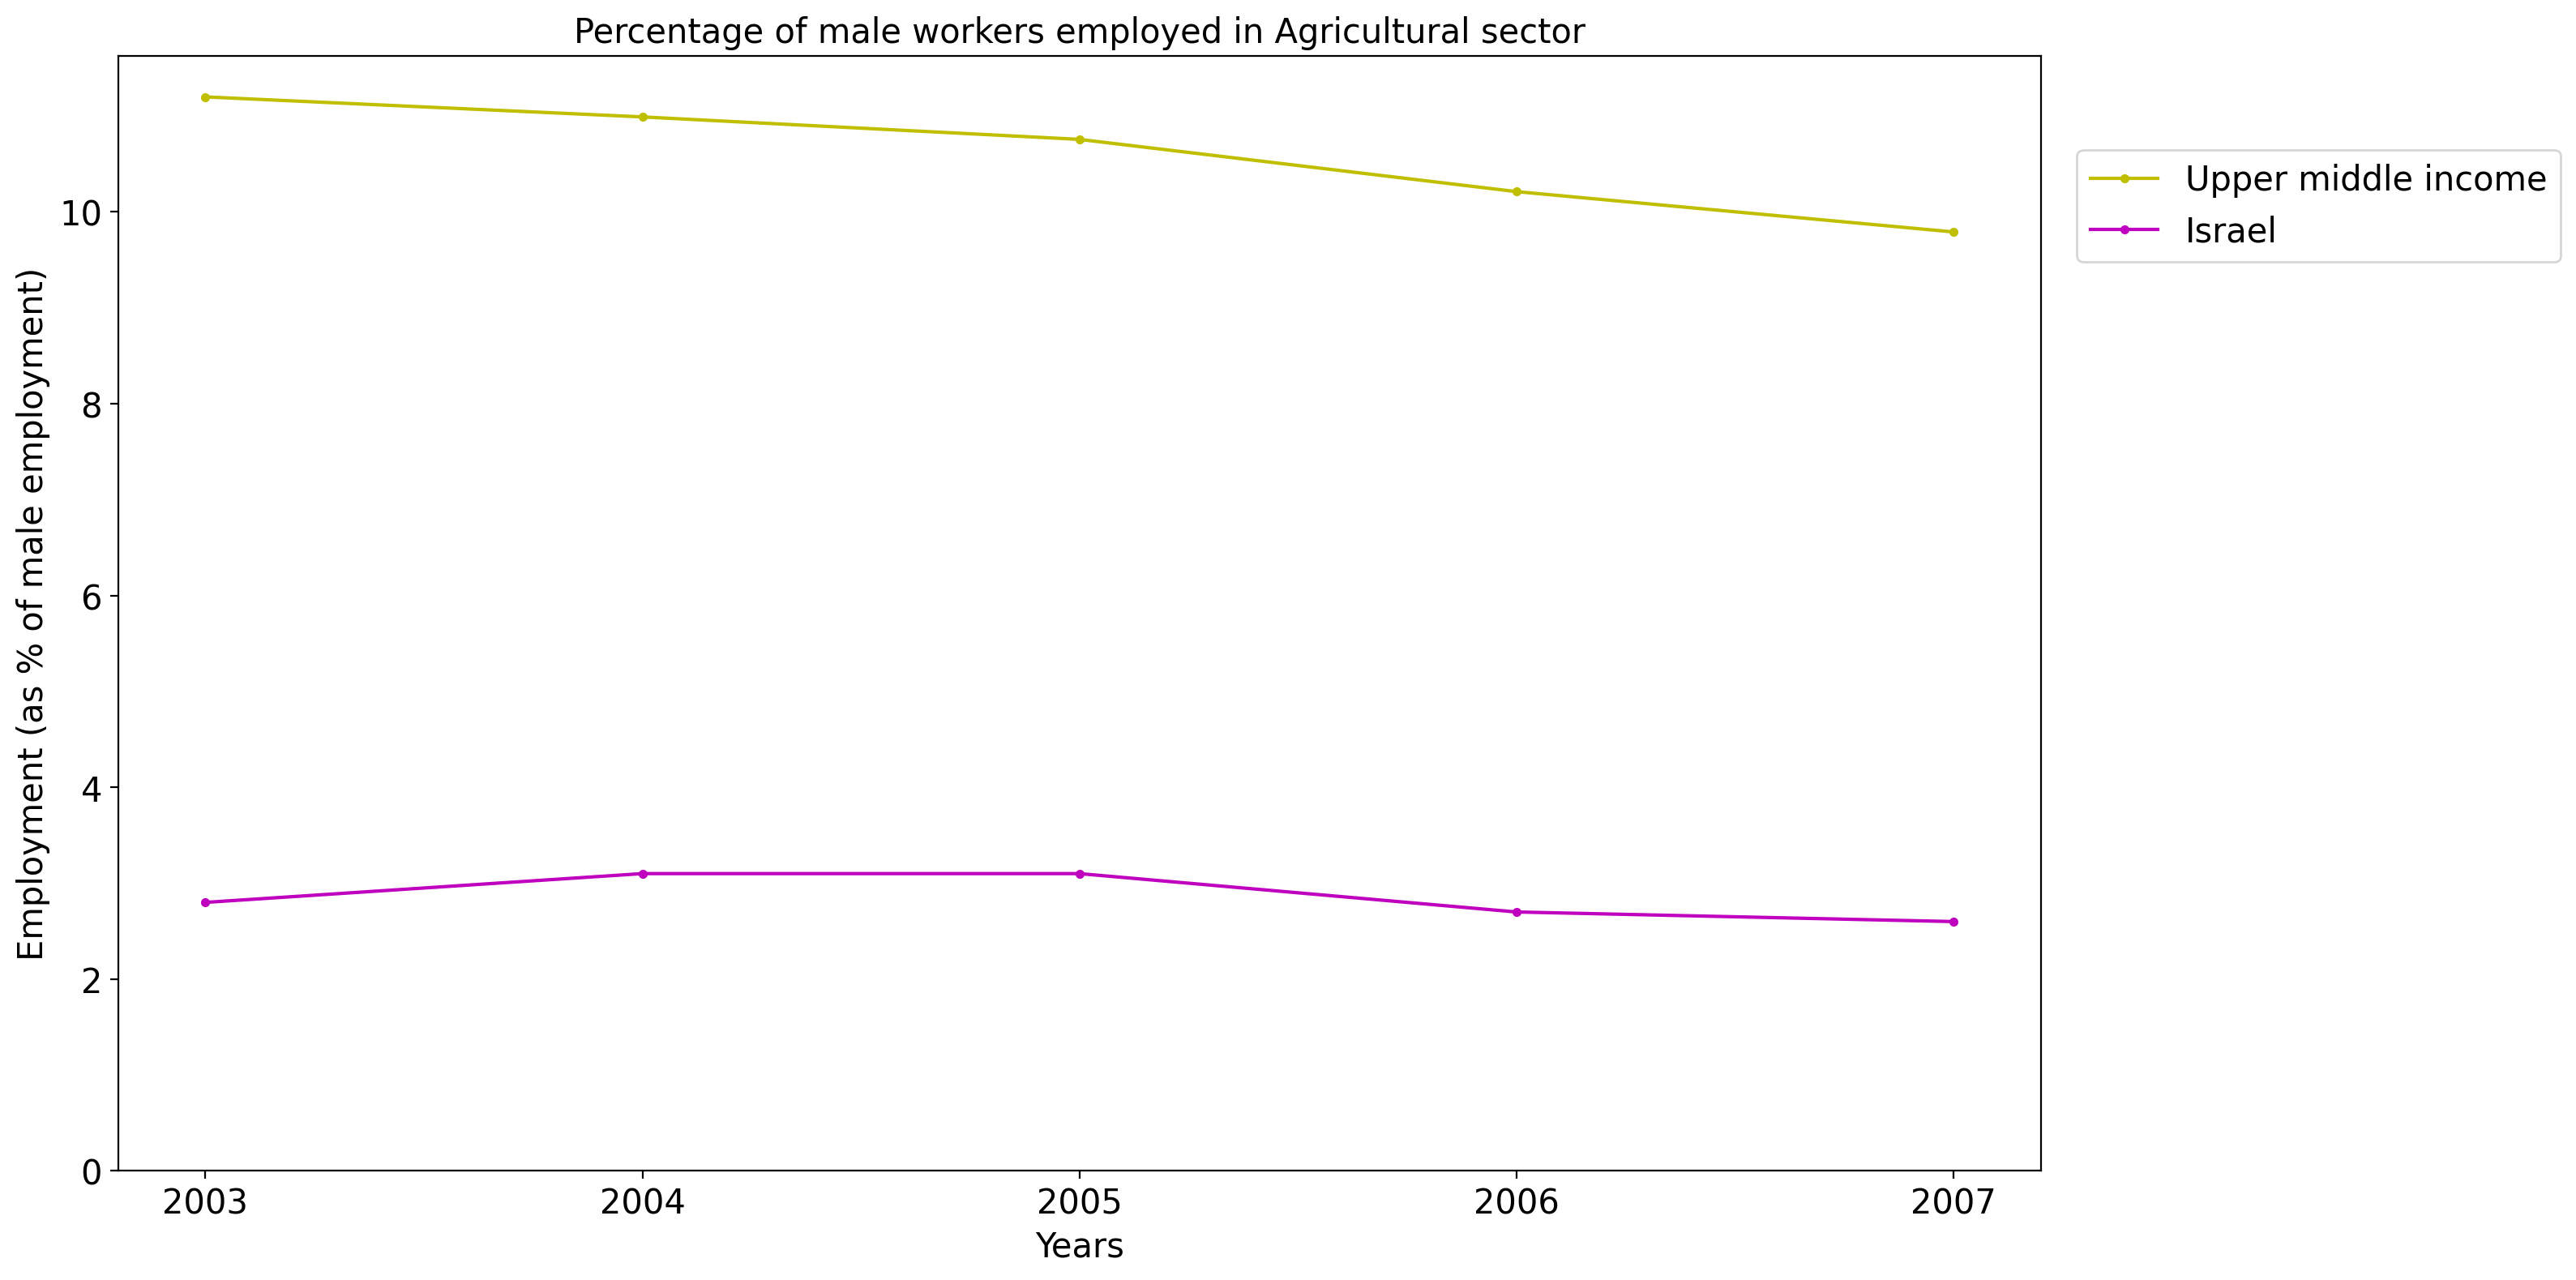 Percentage of male workers employed in Agricultural sector
Employment (as % of male employment)
10
8
6
4
2
0
2003 2004 2005 2006 2007
Years
Upper middle income
Israel